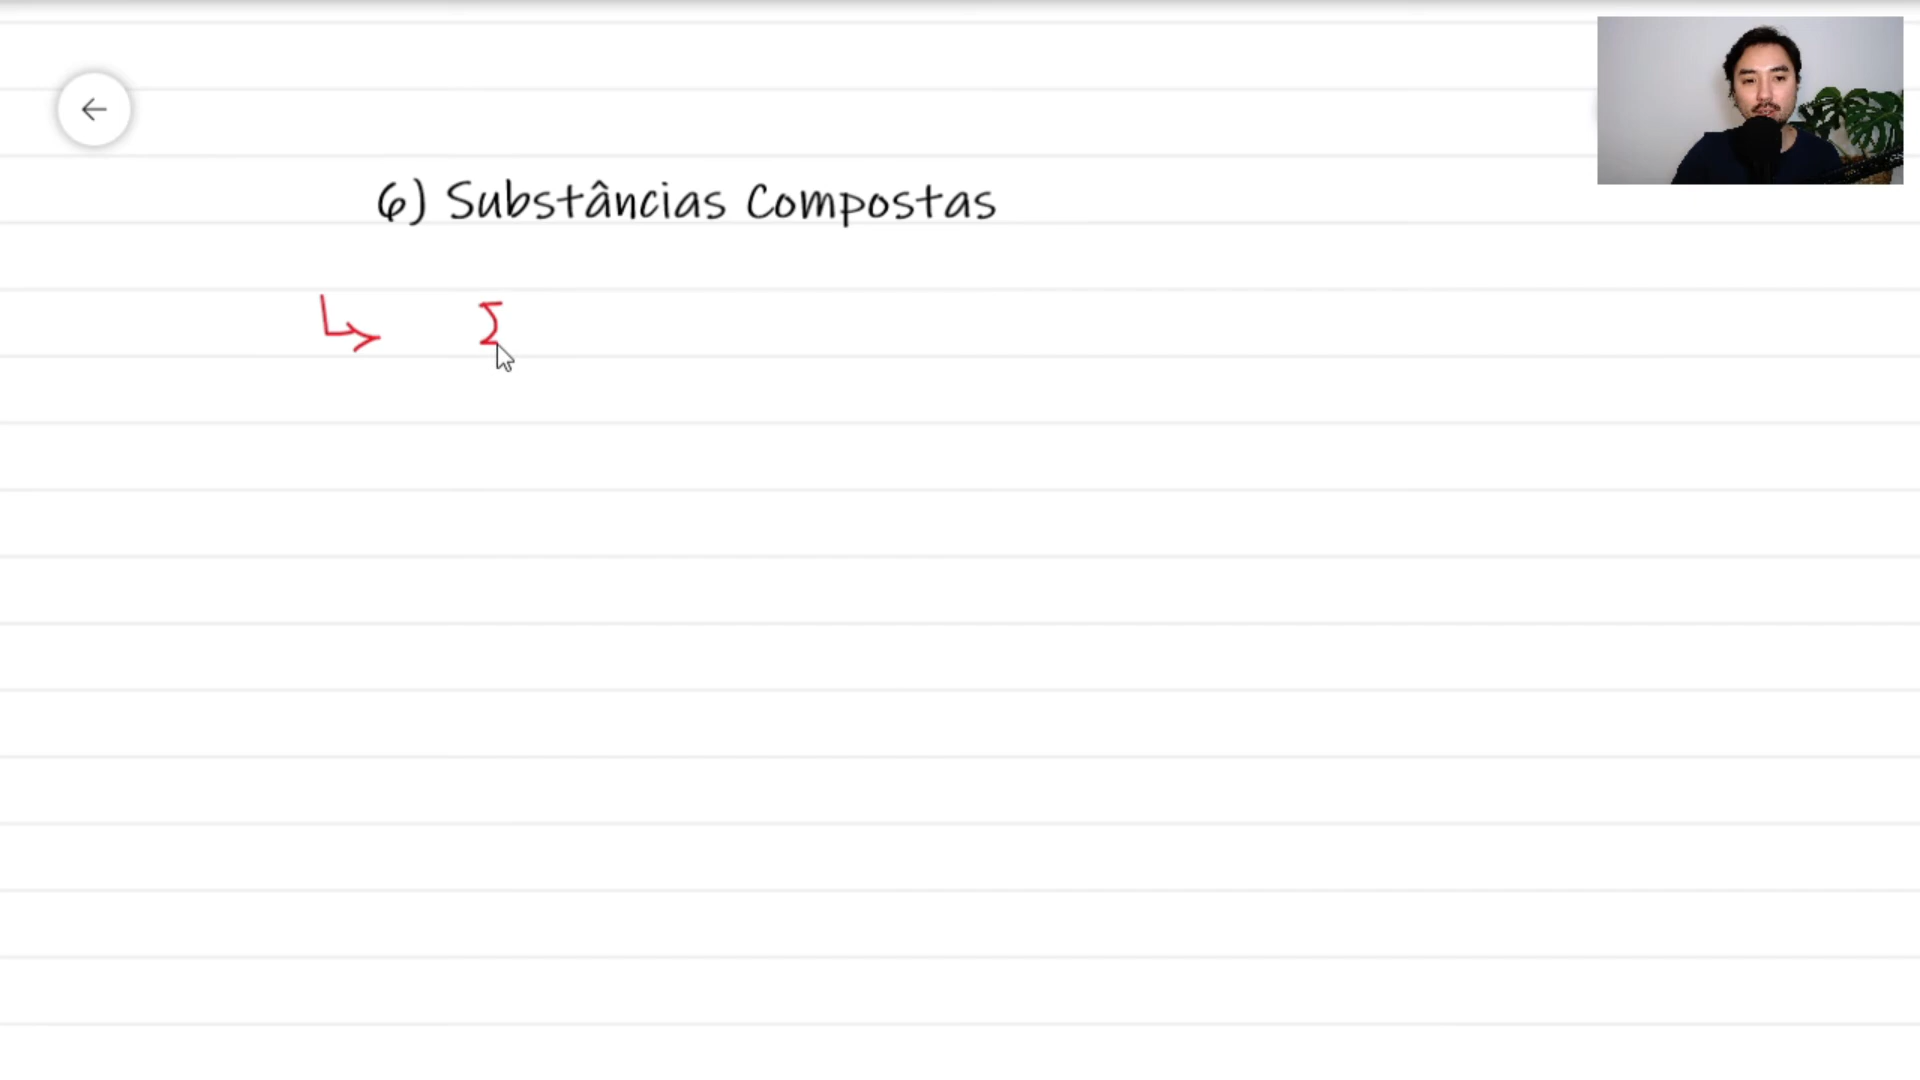 6) Substâncias Compostas
↳ Σ